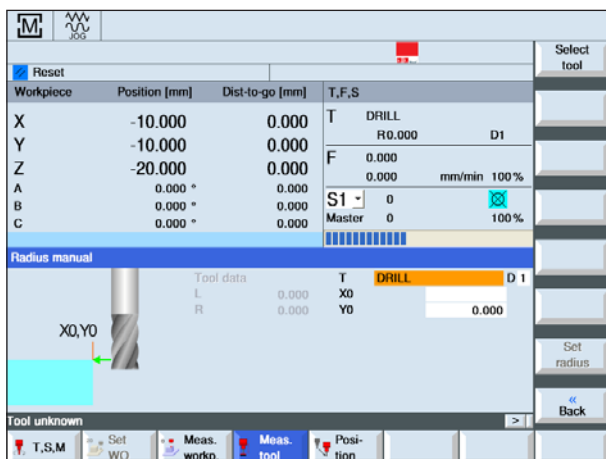 M
JOG
Select tool
Reset
Workpiece Position [mm] Dist-to-go [mm] T,F,S
X -10.000 0.000
T DRILL
R0.000 D1
Y -10.000 0.000
Z -20.000 0.000
F 0.000
0.000 mm/min 100%
A 0.000 ° 0.000
B 0.000 ° 0.000
C 0.000 ° 0.000
S1 0
Master 0 100%
Radius manual
Tool data
L 0.000
R 0.000
T DRILL D 1
X0
Y0 0.000
X0,Y0
Set radius
«
Back
Tool unknown >
T,S,M
Set WO
Meas. workp.
Meas. tool
Posi-
tion